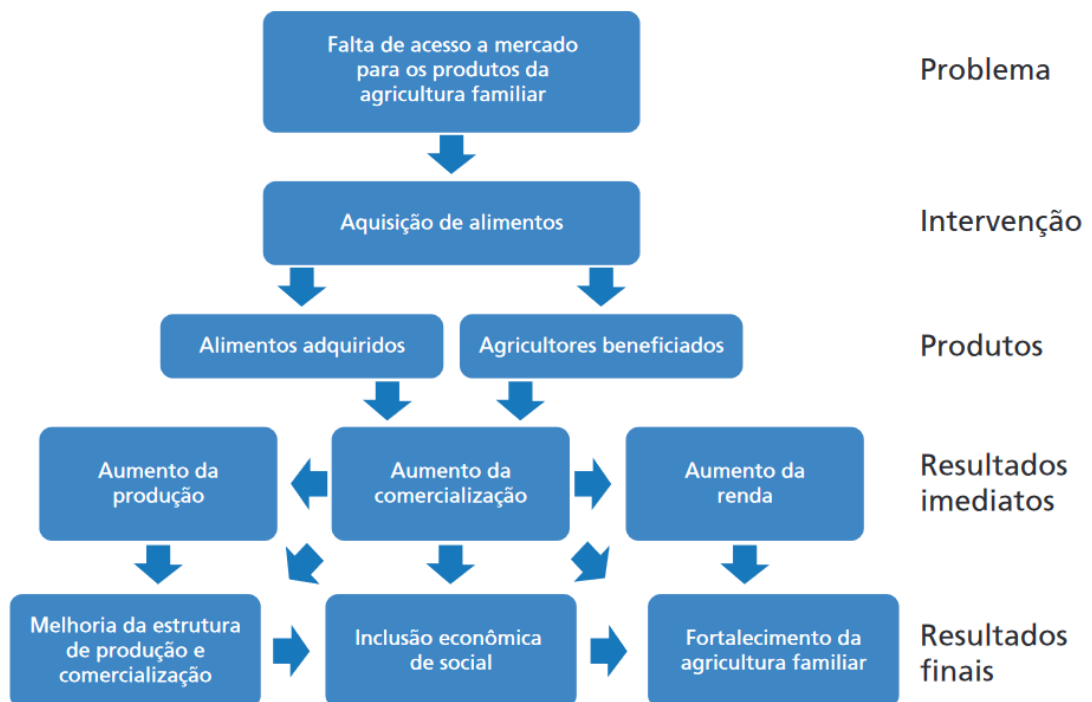 Falta de acesso a mercado
para os produtos da
agricultura familiar
Problema
Aquisição de alimentos
Intervenção
Alimentos adquiridos
Agricultores beneficiados
Produtos
Aumento da
produção
Aumento da
comercialização
Aumento da
renda
Resultados
imediatos
Melhoria da estrutura
de produção e
comercialização
Inclusão econômica
de social
Fortalecimento da
agricultura familiar
Resultados
finais